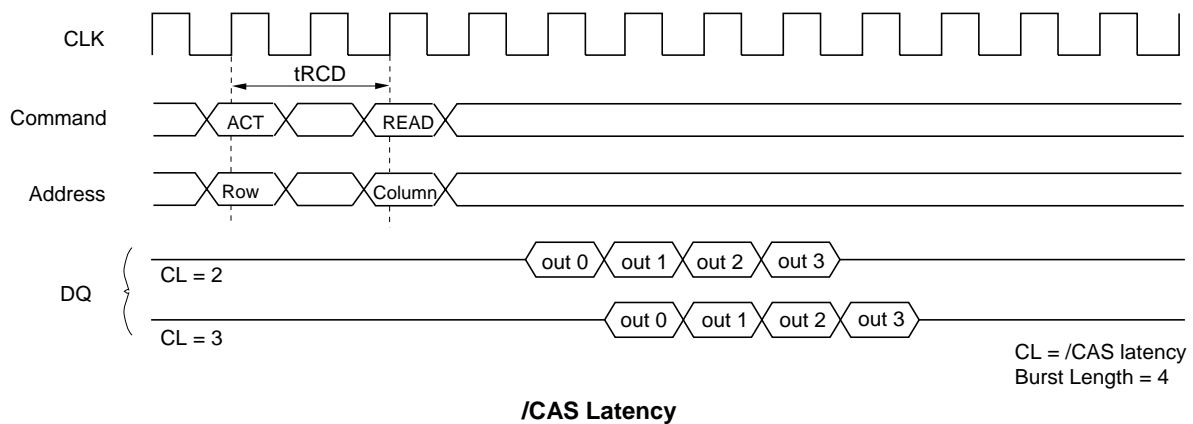 CLK
tRCD
Command
ACT
READ
Address
Row
Column
DQ
CL = 2
out 0
out 1
out 2
out 3
CL = 3
out 0
out 1
out 2
out 3
CL = /CAS latency
Burst Length = 4
/CAS Latency